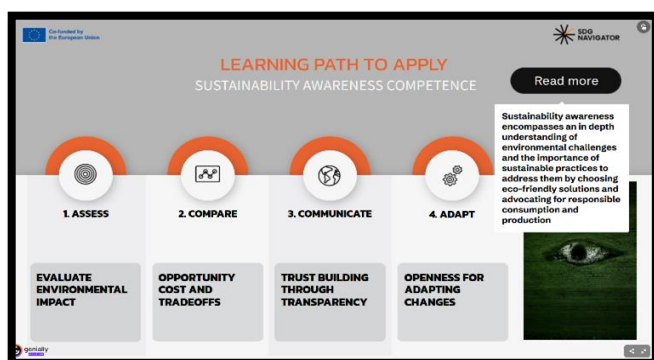 Co-funded by
the European Union
SDG
NAVIGATOR
LEARNING PATH TO APPLY
SUSTAINABILITY AWARENESS COMPETENCE
Read more
Sustainability awareness
encompasses an in depth
understanding of
environmental challenges
and the importance of
sustainable practices to
address them by choosing
eco-friendly solutions and
advocating for responsible
consumption and
production
1. ASSESS
2. COMPARE
3. COMMUNICATE
4. ADAPT
EVALUATE
ENVIRONMENTAL
IMPACT
OPPORTUNITY
COST AND
TRADEOFFS
TRUST BUILDING
THROUGH
TRANSPARENCY
OPENNESS FOR
ADAPTING
CHANGES
genially